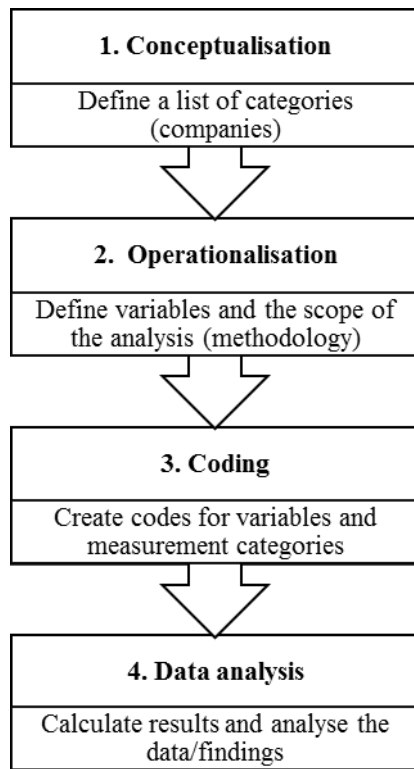 1. Conceptualisation
Define a list of categories
(companies)
2. Operationalisation
Define variables and the scope of
the analysis (methodology)
3. Coding
Create codes for variables and
measurement categories
4. Data analysis
Calculate results and analyse the
data/findings